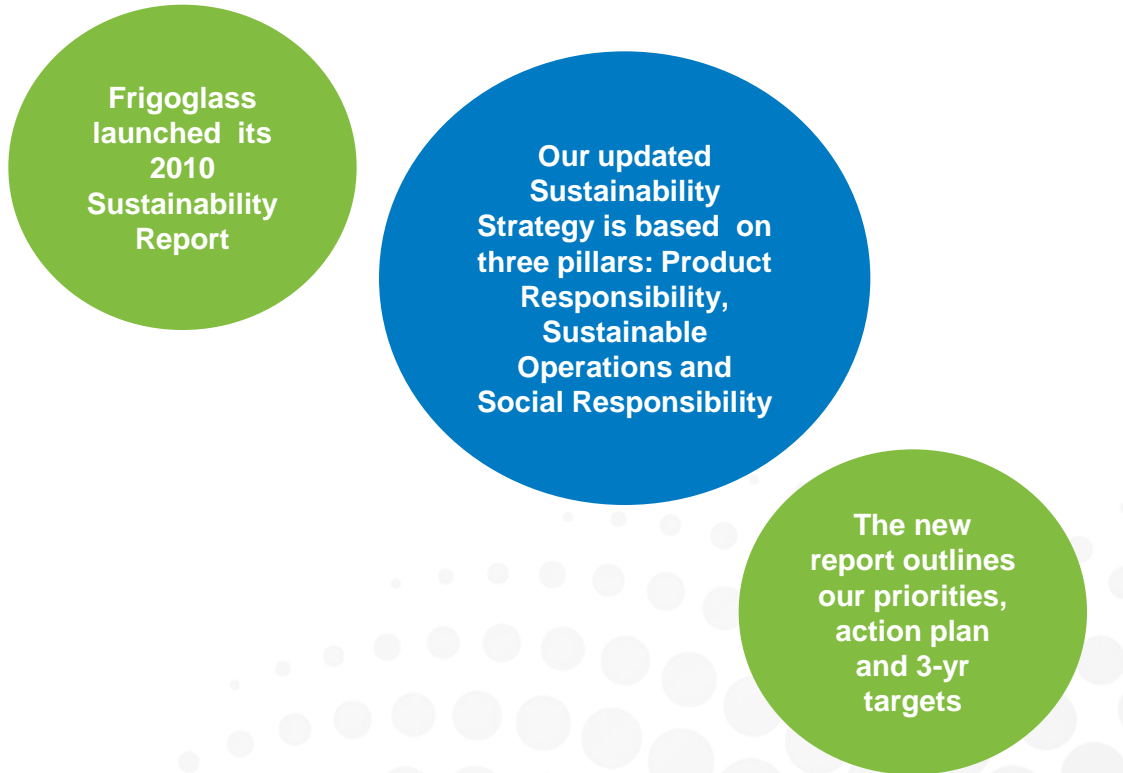 Frigoglass
launched its
2010
Sustainability
Report
Our updated
Sustainability
Strategy is based on
three pillars: Product
Responsibility,
Sustainable
Operations and
Social Responsibility
The new
report outlines
our priorities,
action plan
and 3-yr
targets